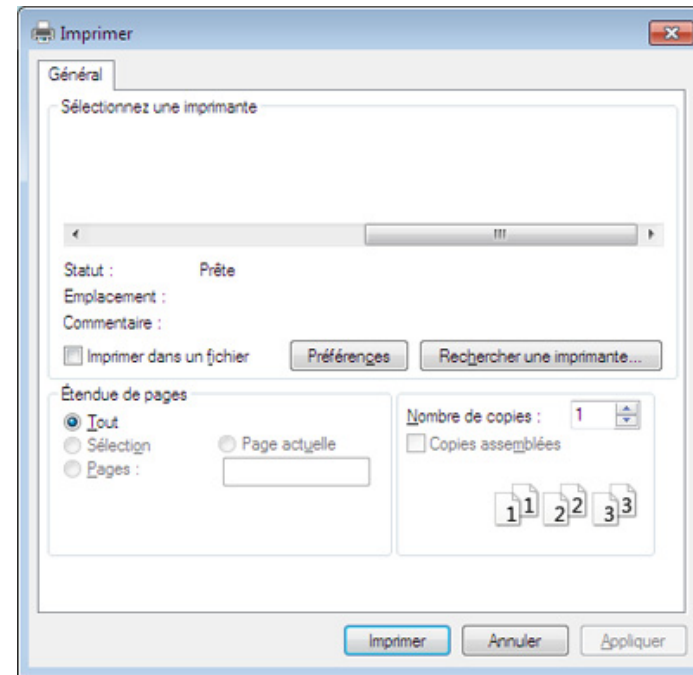 Imprimer
Général
Sélectionnez une imprimante
Statut : Prête
Emplacement :
Commentaire :
Imprimer dans un fichier Préférences Rechercher une imprimante...
Étendue de pages
Tout
Sélection Page actuelle
Pages :
Nombre de copies : 1
Copies assemblées
1 1 2 2 3 3
Imprimer Annuler Appliquer